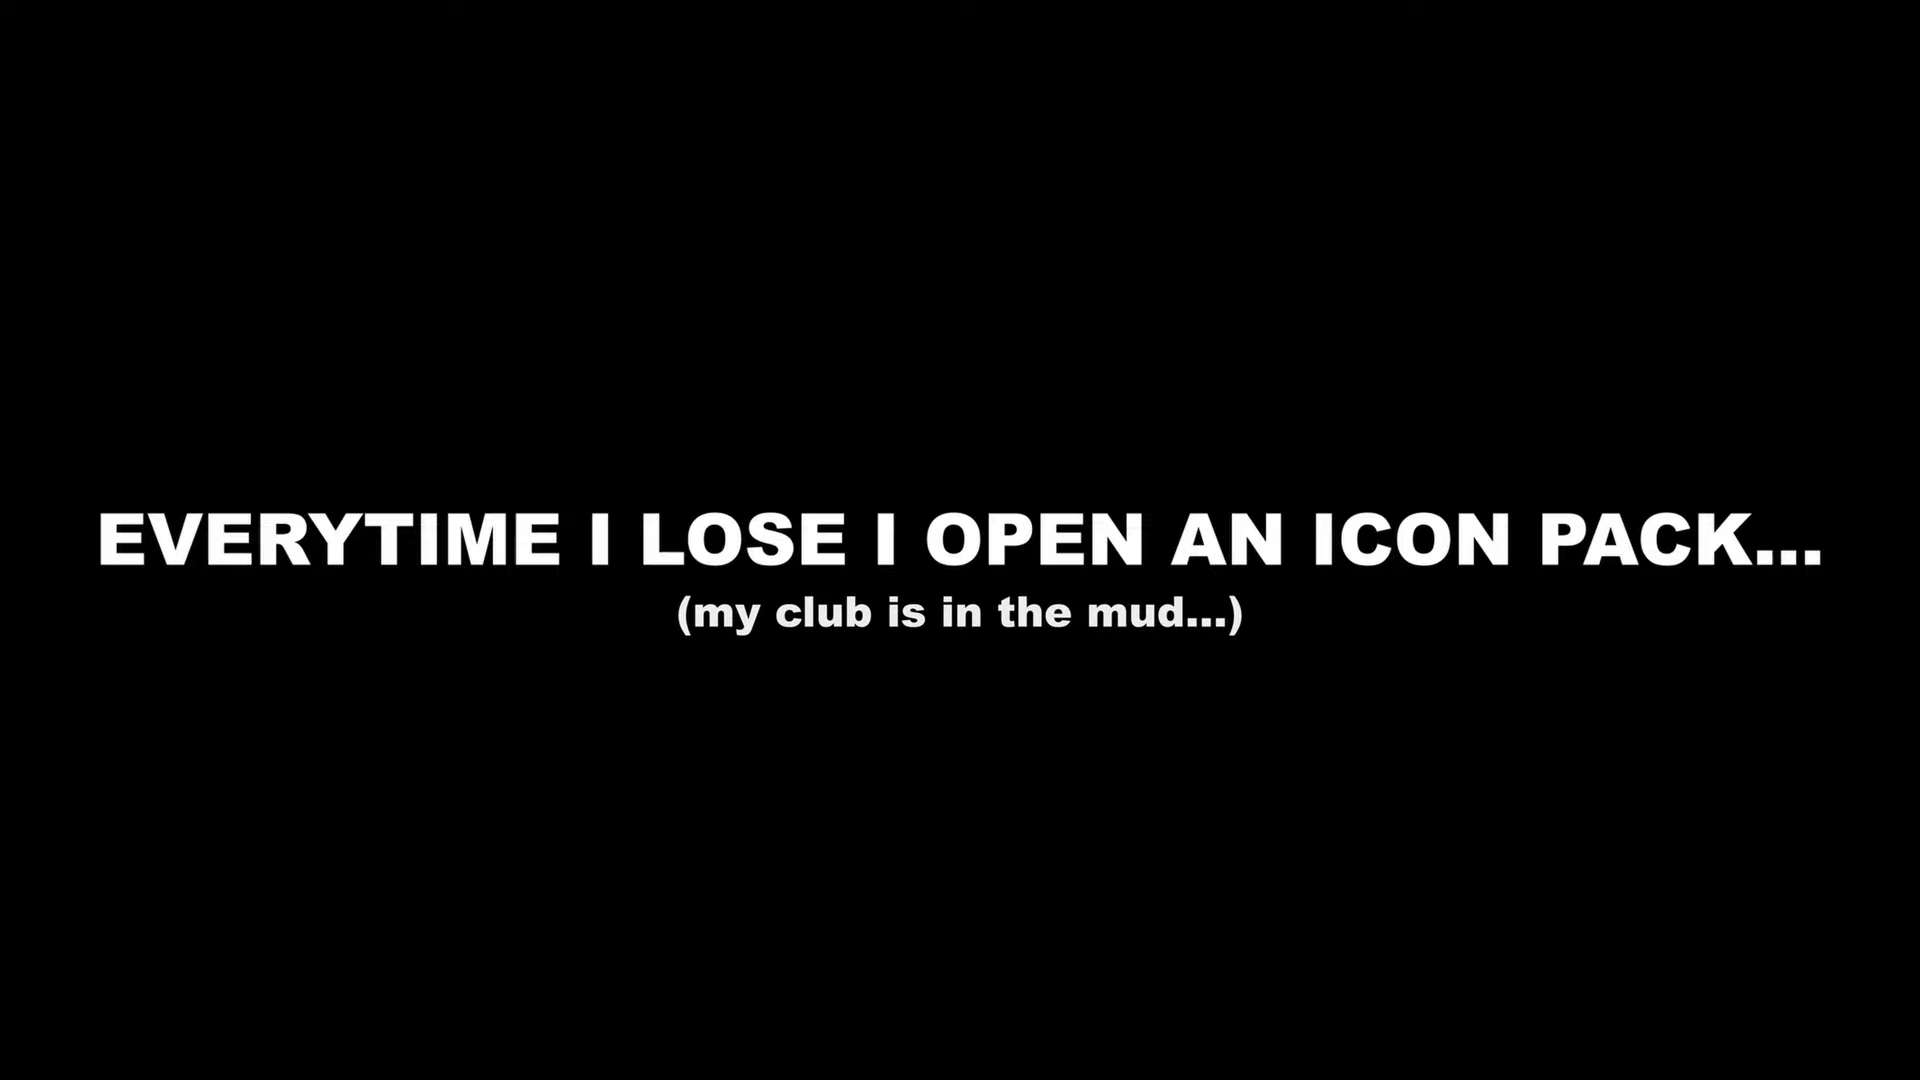 EVERYTIME I LOSE I OPEN AN ICON PACK...
(my club is in the mud...)